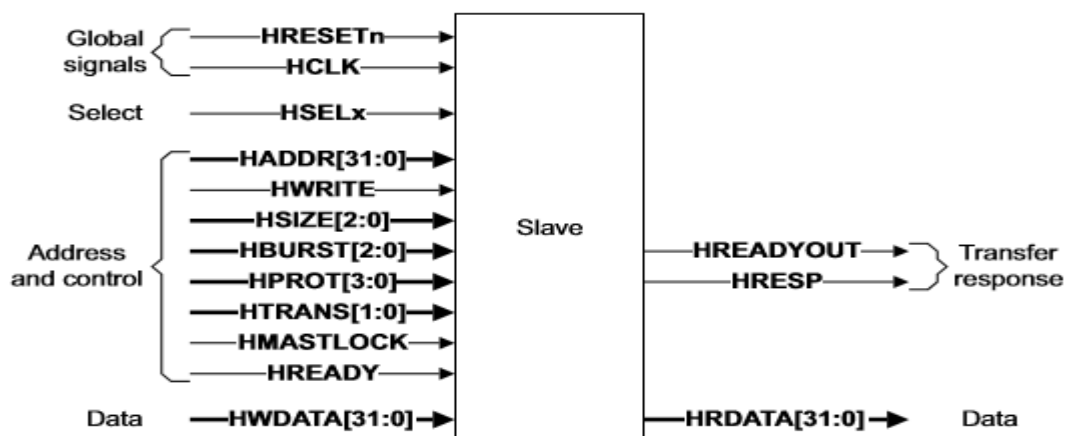 Global signals
HRESETn
HCLK
Select
HSELx
Address and control
HADDR[31:0]
HWRITE
HSIZE[2:0]
HBURST[2:0]
HPROT[3:0]
HTRANS[1:0]
HMASTLOCK
HREADY
Data
HWDATA[31:0]
Slave
HREADYOUT
HRESP
Transfer response
HRDATA[31:0]
Data